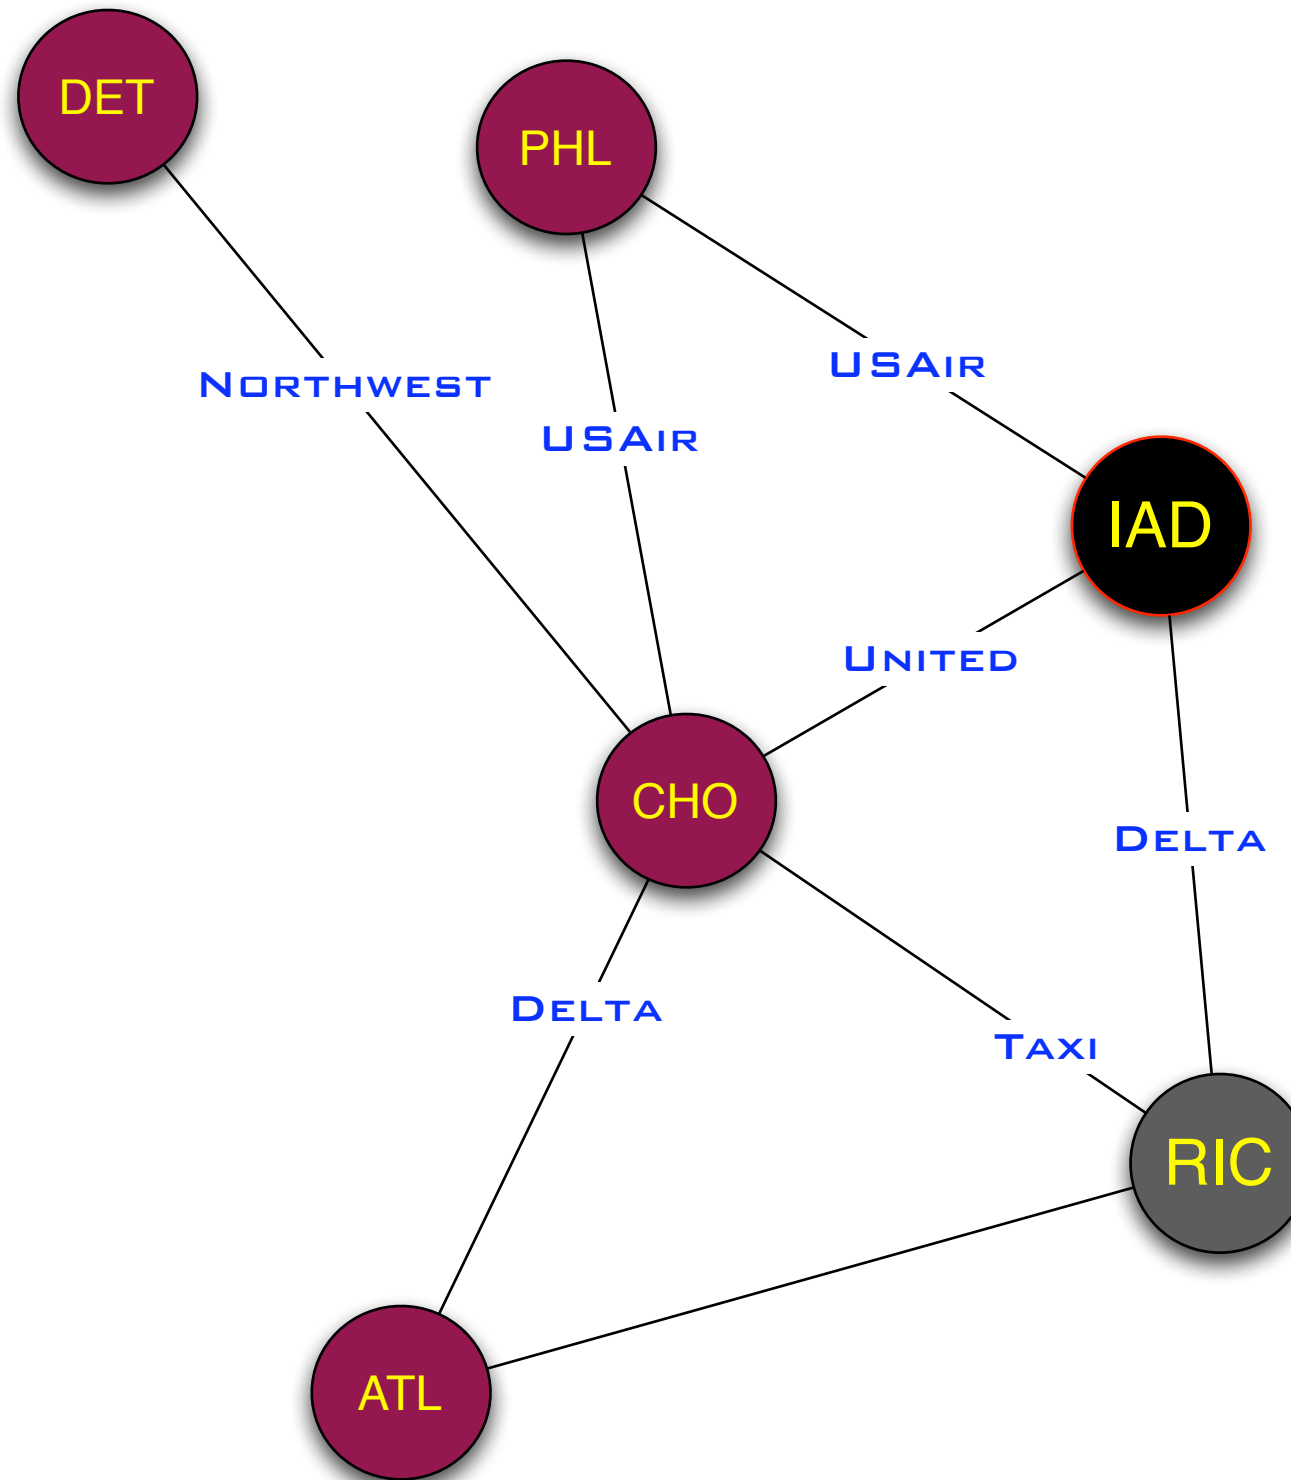 DET
PHL
USAir
Northwest
USAir
IAD
United
CHO
Delta
Delta
Taxi
RIC
ATL